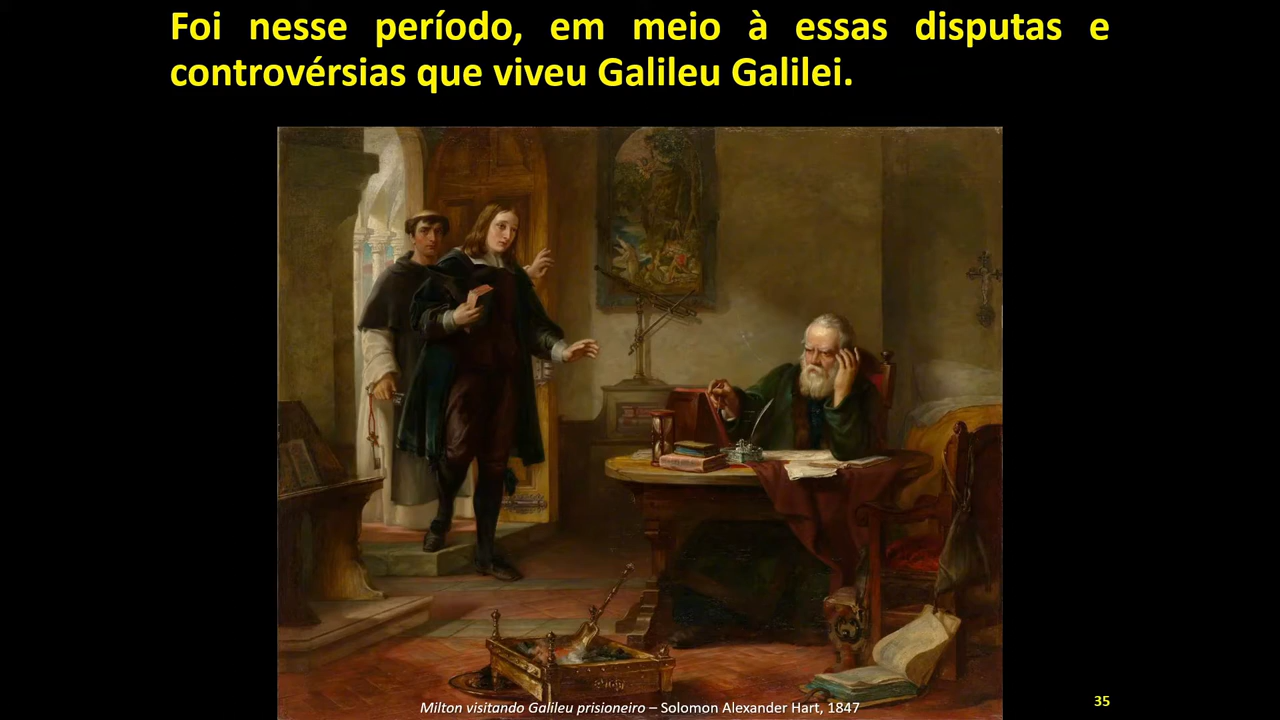 Foi nesse período, em meio à essas disputas e
controvérsias que viveu Galileu Galilei.
Milton visitando Galileu prisioneiro – Solomon Alexander Hart, 1847
35